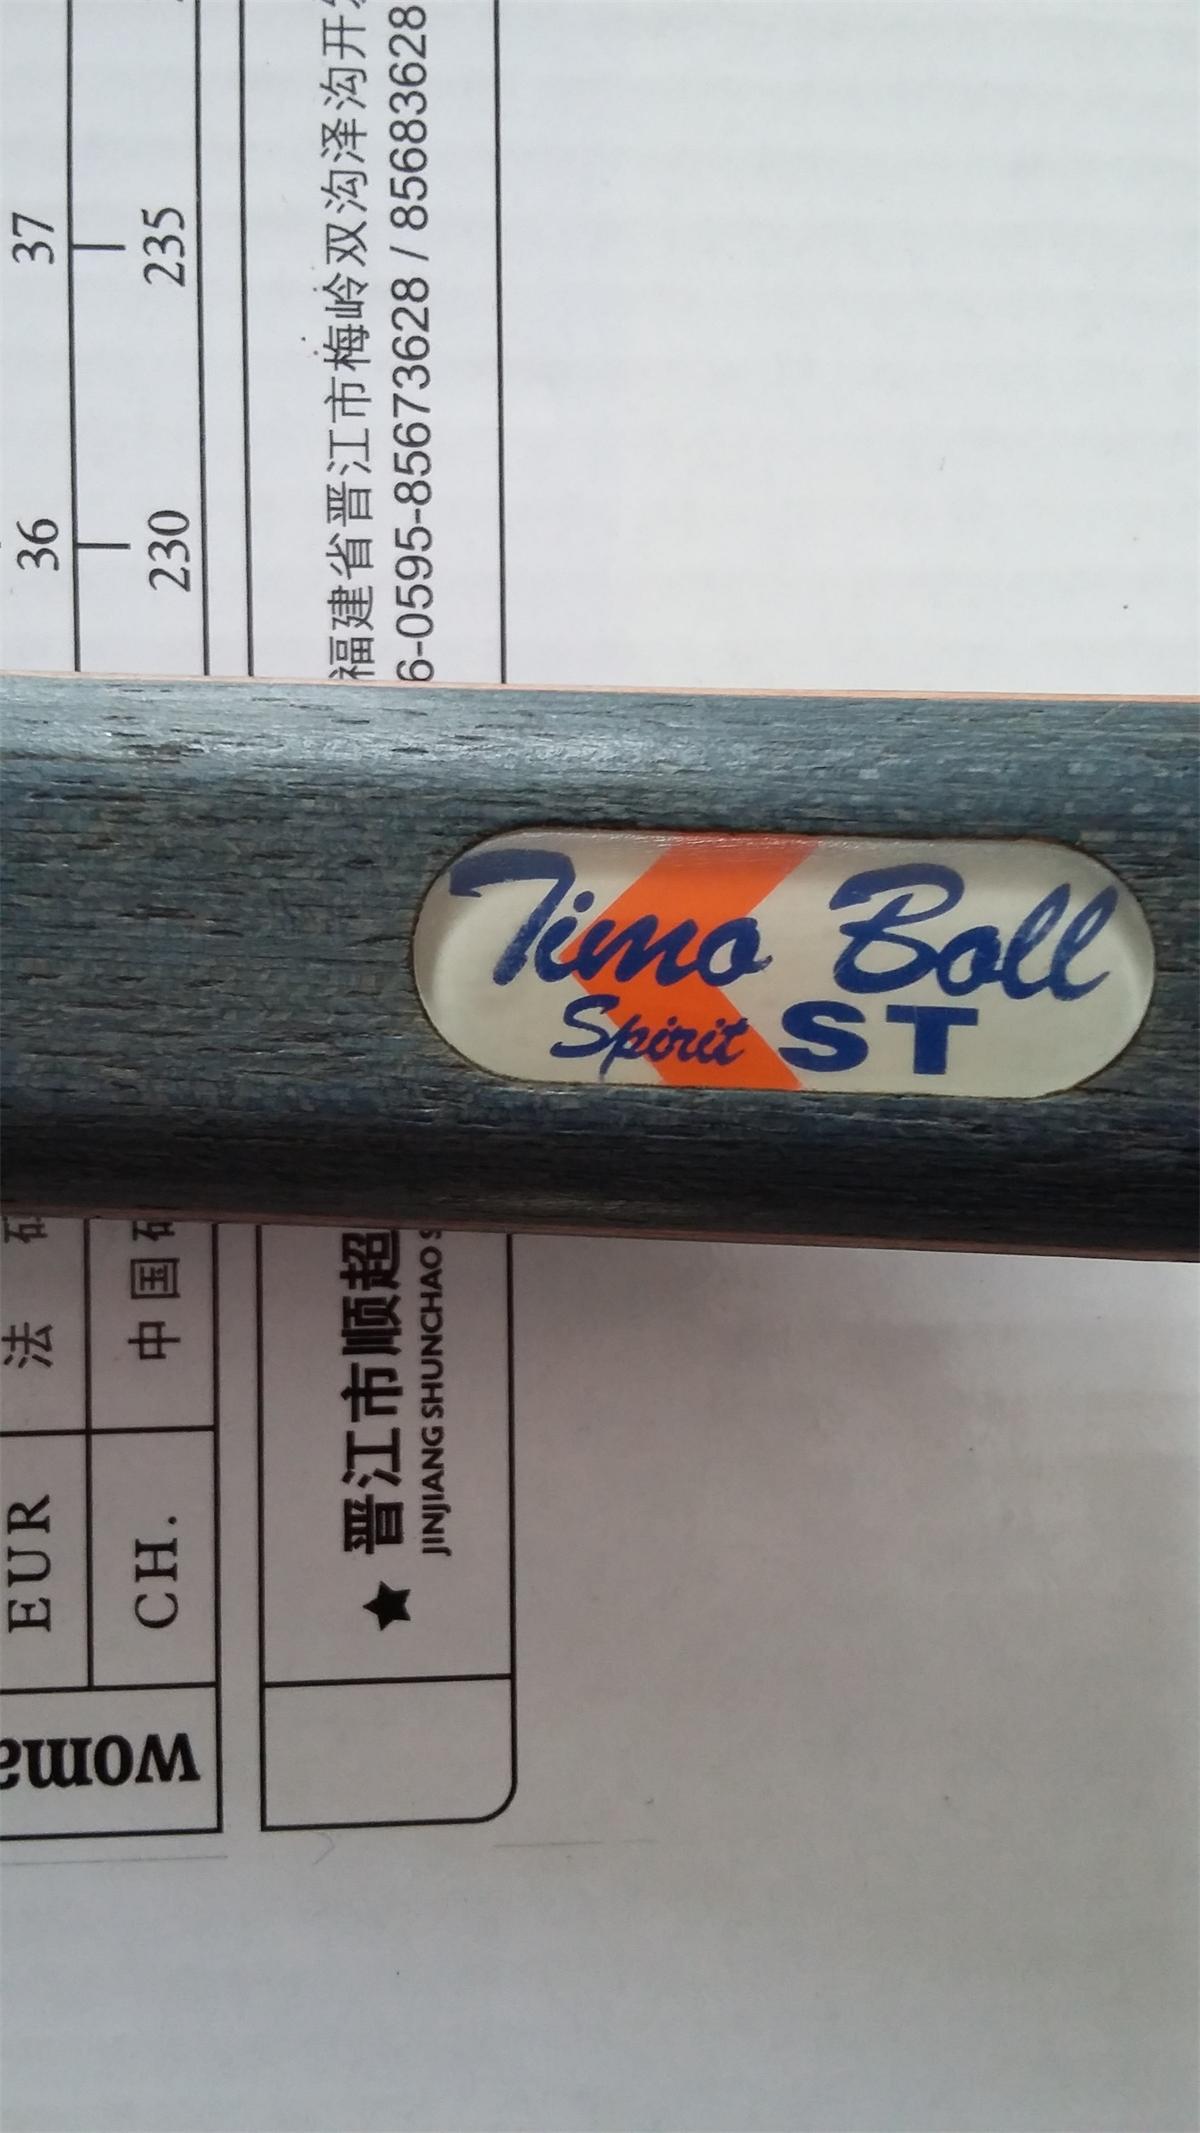 Timo Boll
Spirit ST
woma
EUR
法
36
37
CH.
中国
230
235
★ 晋江市顺超
JINJIANG SHUNCHAO S
福建省晋江市梅岭双沟泽沟开
6-0595-85673628 / 85683628